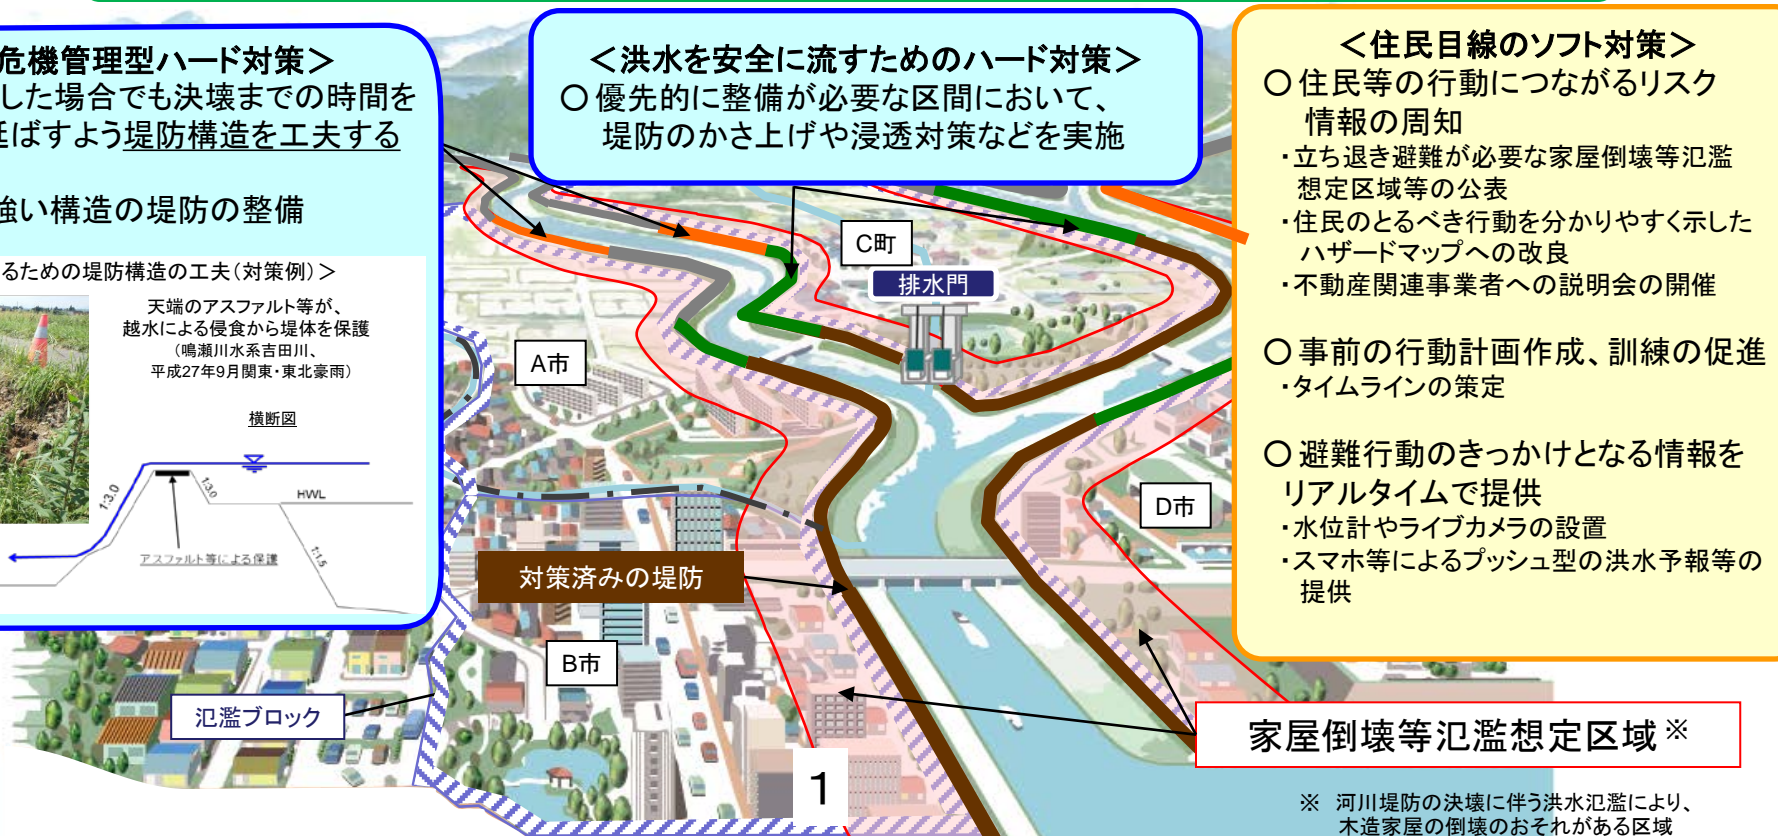 危機管理型ハード対策＞
した場合でも決壊までの時間を
延ばすよう堤防構造を工夫する
強い構造の堤防の整備
るための堤防構造の工夫（対策例）＞
天端のアスファルト等が、
越水による侵食から堤体を保護
（鳴瀬川水系吉田川、
平成27年9月関東・東北豪雨）
横断図
1:3.0
1:3.0
HWL
1:1.5
アスファルト等による保護
＜洪水を安全に流すためのハード対策＞
○優先的に整備が必要な区間において、
堤防のかさ上げや浸透対策などを実施
＜住民目線のソフト対策＞
○住民等の行動につながるリスク
情報の周知
・立ち退き避難が必要な家屋倒壊等氾濫
想定区域等の公表
・住民のとるべき行動を分かりやすく示した
ハザードマップへの改良
・不動産関連事業者への説明会の開催
○事前の行動計画作成、訓練の促進
・タイムラインの策定
○避難行動のきっかけとなる情報を
リアルタイムで提供
・水位計やライブカメラの設置
・スマホ等によるプッシュ型の洪水予報等の
提供
C町
排水門
A市
D市
対策済みの堤防
B市
氾濫ブロック
家屋倒壊等氾濫想定区域※
1
※ 河川堤防の決壊に伴う洪水氾濫により、
木造家屋の倒壊のおそれがある区域